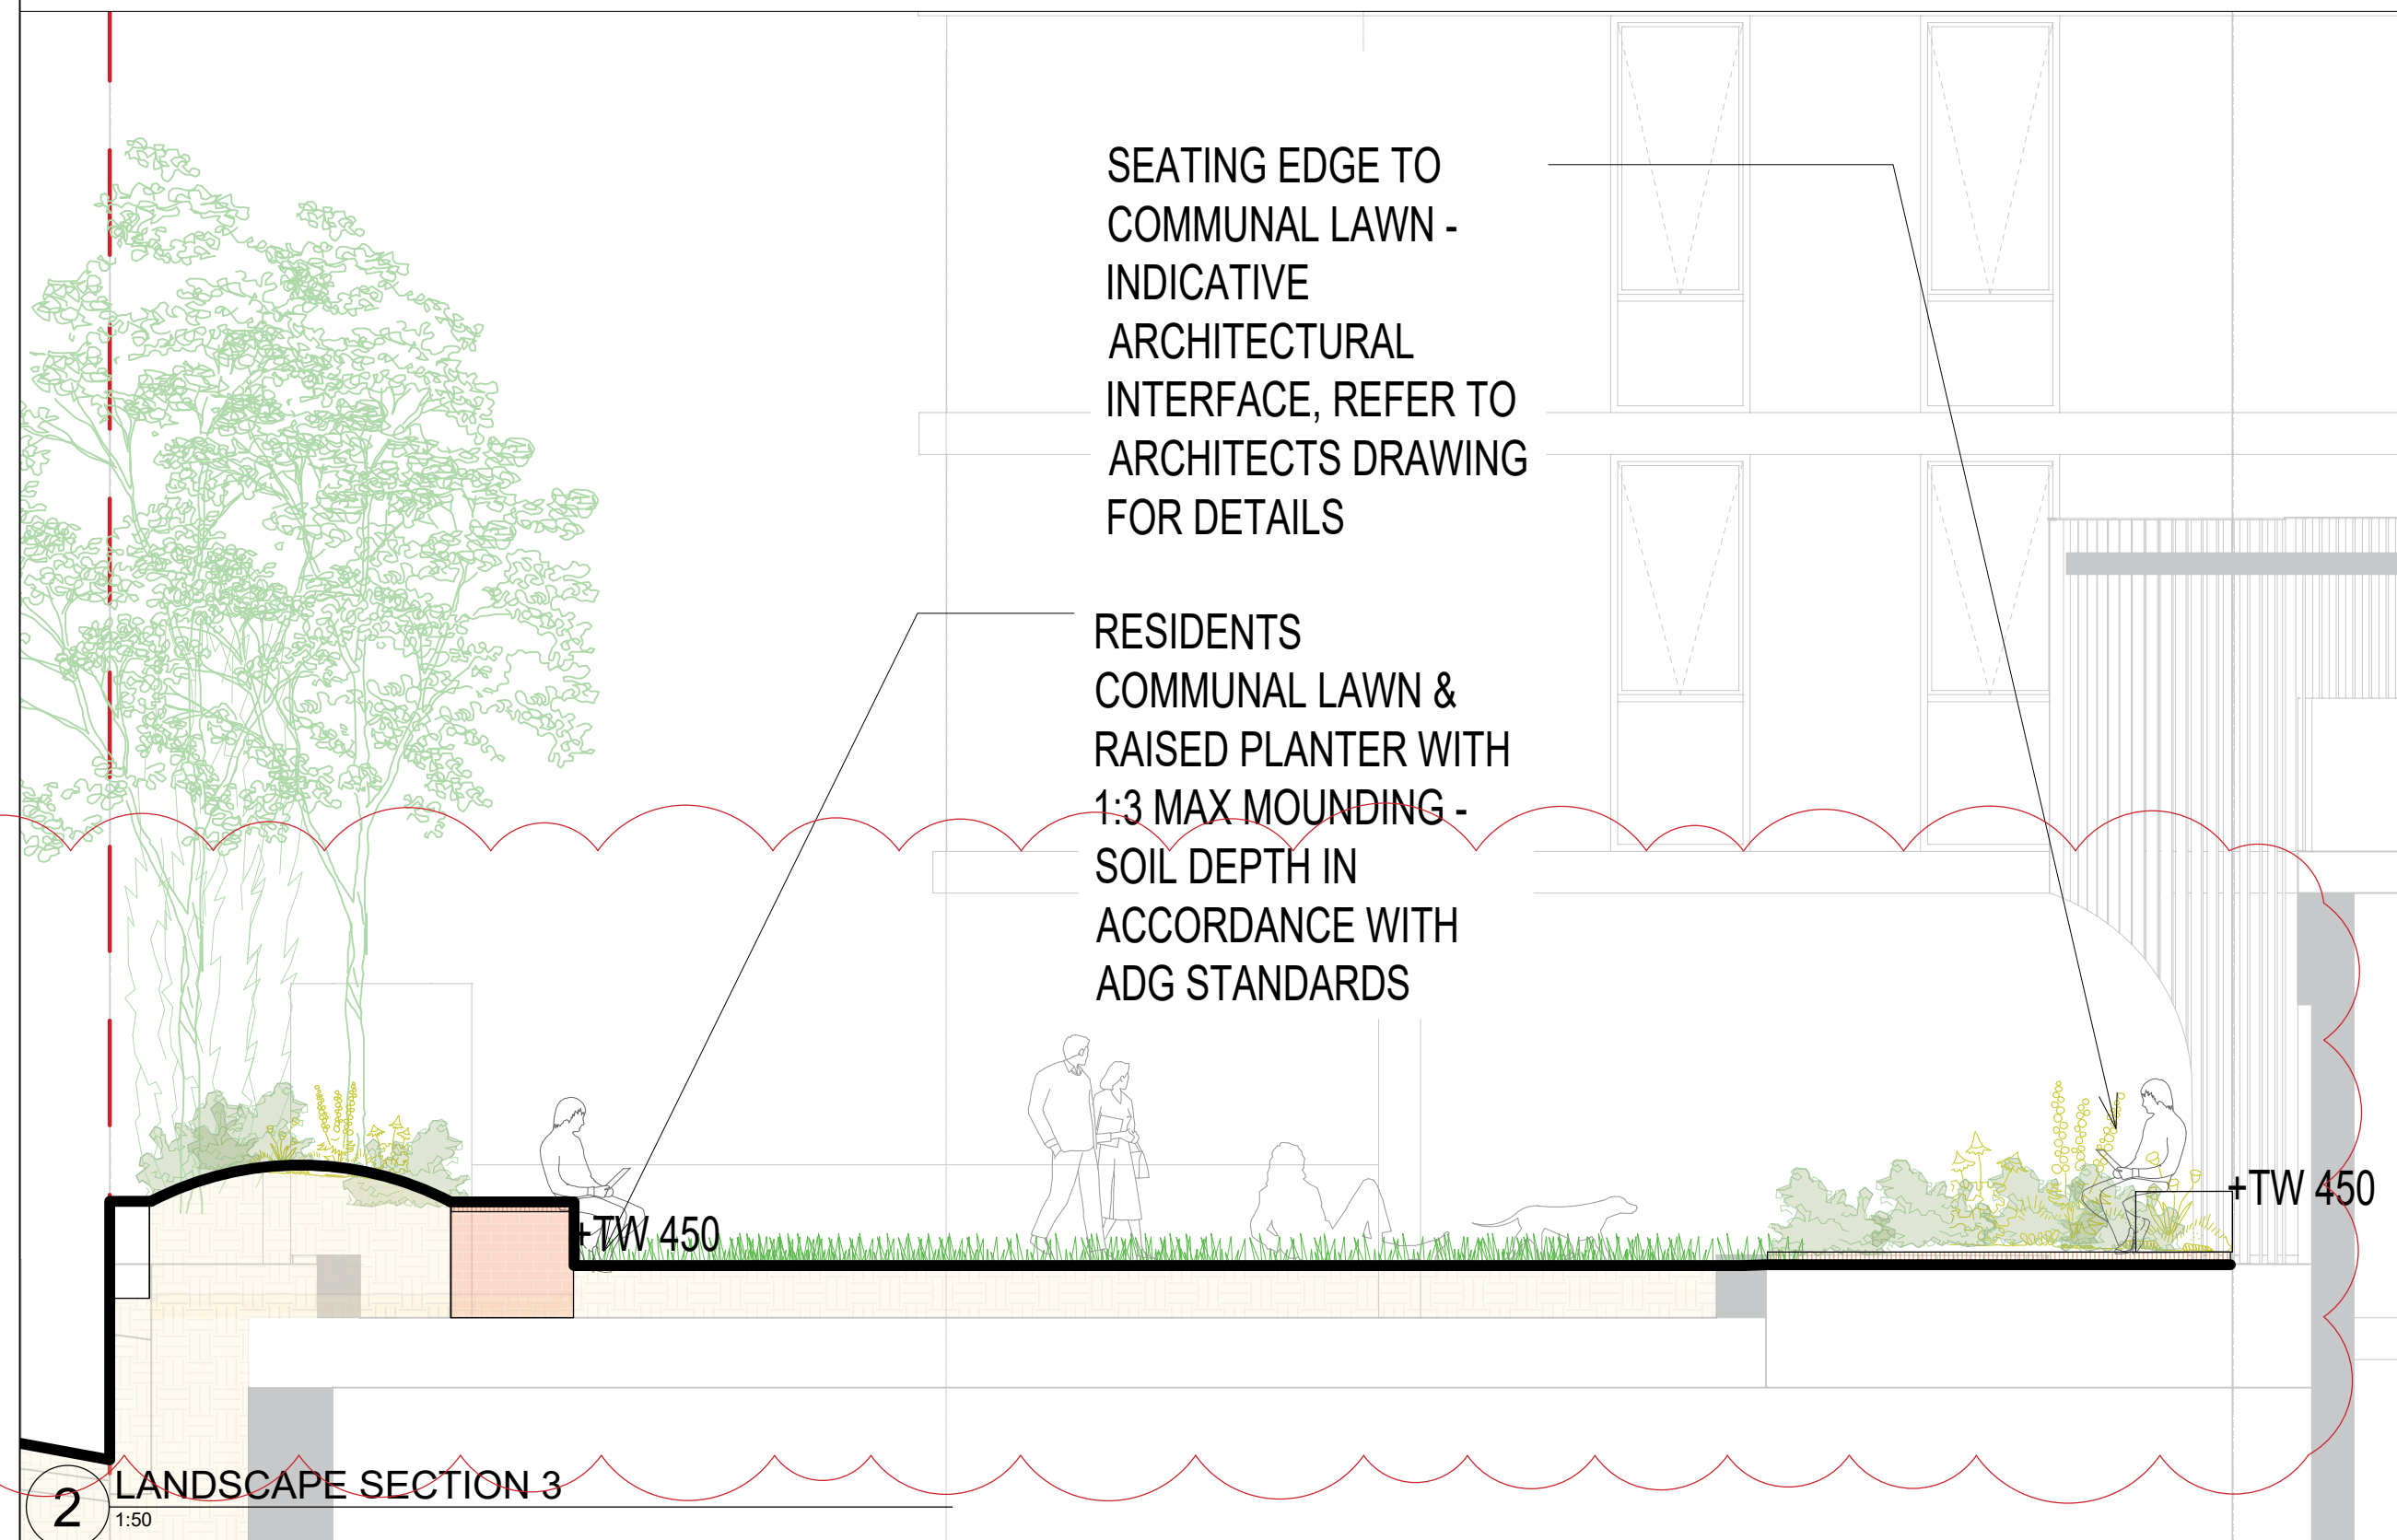 SEATING EDGE TO
COMMUNAL LAWN -
INDICATIVE
ARCHITECTURAL
INTERFACE, REFER TO
ARCHITECTS DRAWING
FOR DETAILS
RESIDENTS
COMMUNAL LAWN &
RAISED PLANTER WITH
1:3 MAX MOUNDING -
SOIL DEPTH IN
ACCORDANCE WITH
ADG STANDARDS
+TW 450
+TW 450
2
LANDSCAPE SECTION 3
1:50